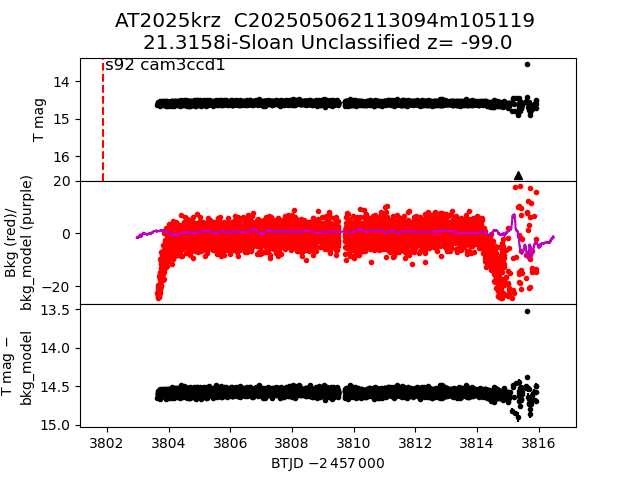 AT2025krz  C202505062113094m105119
21.3158i-Sloan Unclassified z= -99.0
s92 cam3ccd1
T mag
14
15
16
Bkg (red)/
bkg_model (purple)
20
0
−20
T mag −
bkg_model
13.5
14.0
14.5
15.0
3802 3804 3806 3808 3810 3812 3814 3816
BTJD −2 457 000